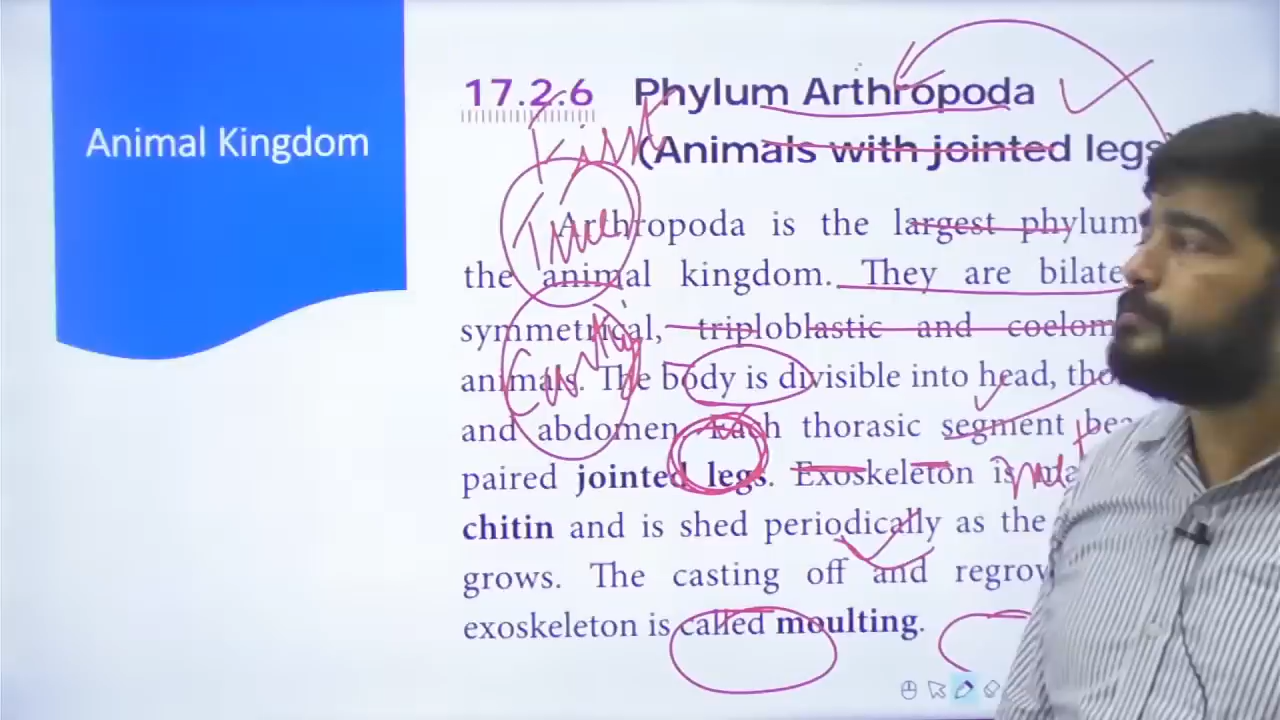 Animal Kingdom
17.2.6 Phylum Arthropoda
(Animals with jointed legs
Arthropoda is the largest phylum
the animal kingdom. They are bilate
symmetrical, triploblastic and coelom
animals. The body is divisible into head, tho
and abdomen. Each thorasic segment bea
paired jointed legs. Exoskeleton is
chitin and is shed periodically as the
grows. The casting off and regrow
exoskeleton is called moulting.